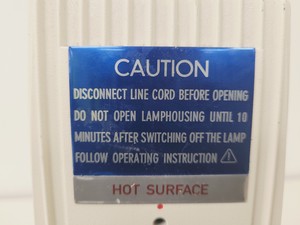 CAUTION
DISCONNECT LINE CORD BEFORE OPENING
DO NOT OPEN LAMPHOUSING UNTIL 10
MINUTES AFTER SWITCHING OFF THE LAMP
FOLLOW OPERATING INSTRUCTION ⚠
HOT SURFACE